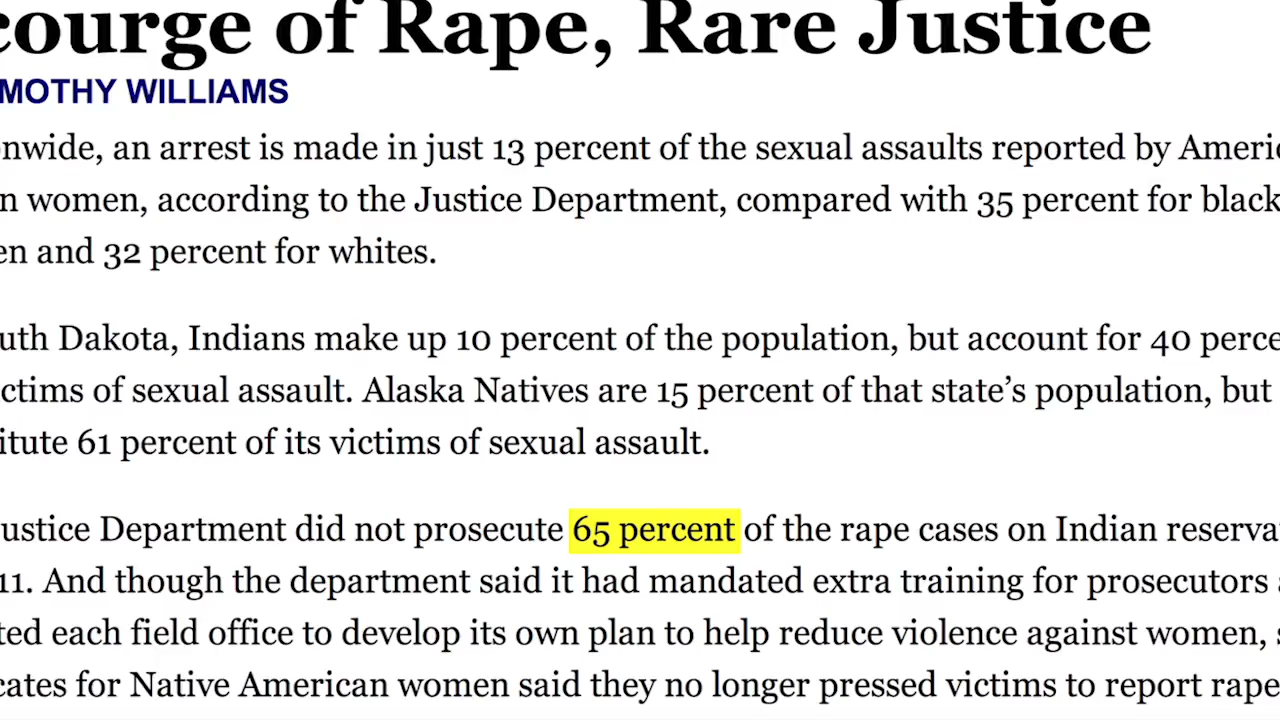 courge of Rape, Rare Justice
MOTHY WILLIAMS
nwide, an arrest is made in just 13 percent of the sexual assaults reported by Americ
n women, according to the Justice Department, compared with 35 percent for black
en and 32 percent for whites.
uth Dakota, Indians make up 10 percent of the population, but account for 40 perce
ctims of sexual assault. Alaska Natives are 15 percent of that state’s population, but
itute 61 percent of its victims of sexual assault.
ustice Department did not prosecute 65 percent of the rape cases on Indian reserva
11. And though the department said it had mandated extra training for prosecutors a
ted each field office to develop its own plan to help reduce violence against women, s
cates for Native American women said they no longer pressed victims to report rape